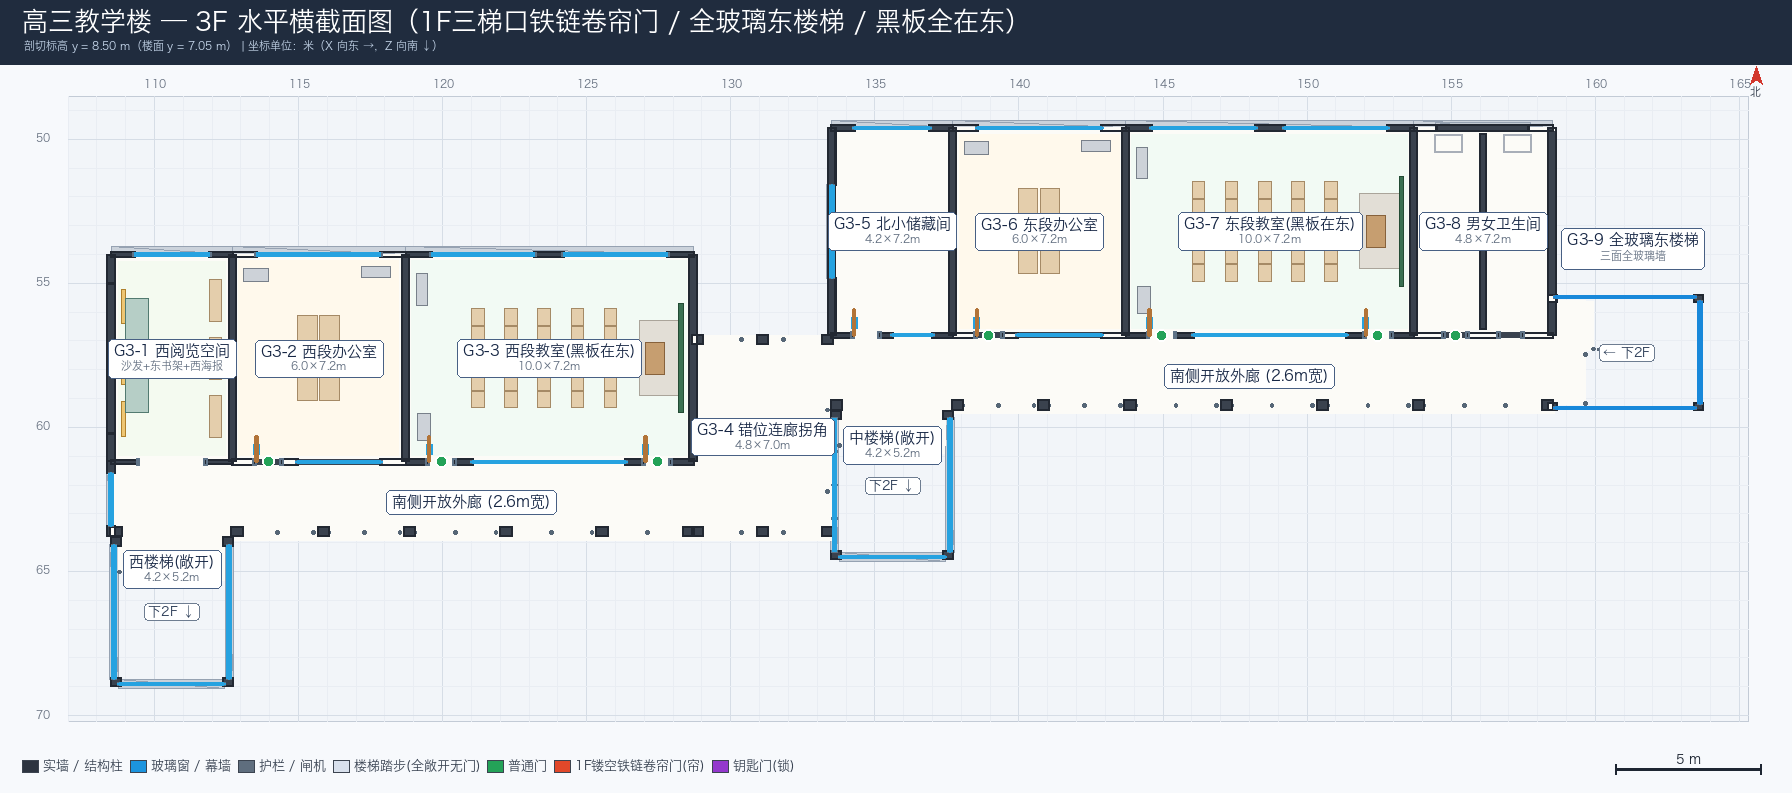 高三教学楼 — 3F 水平横截面图（1F三梯口铁链卷帘门 / 全玻璃东楼梯 / 黑板全在东）
剖切标高 y = 8.50 m（楼面 y = 7.05 m） | 坐标单位：米（X 向东 →，Z 向南 ↓）
110 115 120 125 130 135 140 145 150 155 160 165
北
50
55
60
65
70
G3-5 北小储藏间
4.2×7.2m
G3-6 东段办公室
6.0×7.2m
G3-7 东段教室(黑板在东)
10.0×7.2m
G3-8 男女卫生间
4.8×7.2m
G3-9 全玻璃东楼梯
三面全玻璃墙
G3-1 西阅览空间
沙发+东书架+西海报
G3-2 西段办公室
6.0×7.2m
G3-3 西段教室(黑板在东)
10.0×7.2m
← 下2F
南侧开放外廊 (2.6m宽)
G3-4 错位连廊拐角
4.8×7.0m
中楼梯(敞开)
4.2×5.2m
下2F ↓
南侧开放外廊 (2.6m宽)
西楼梯(敞开)
4.2×5.2m
下2F ↓
实墙 / 结构柱
玻璃窗 / 幕墙
护栏 / 闸机
楼梯踏步(全敞开无门)
普通门
1F镂空铁链卷帘门(帘)
钥匙门(锁)
5 m